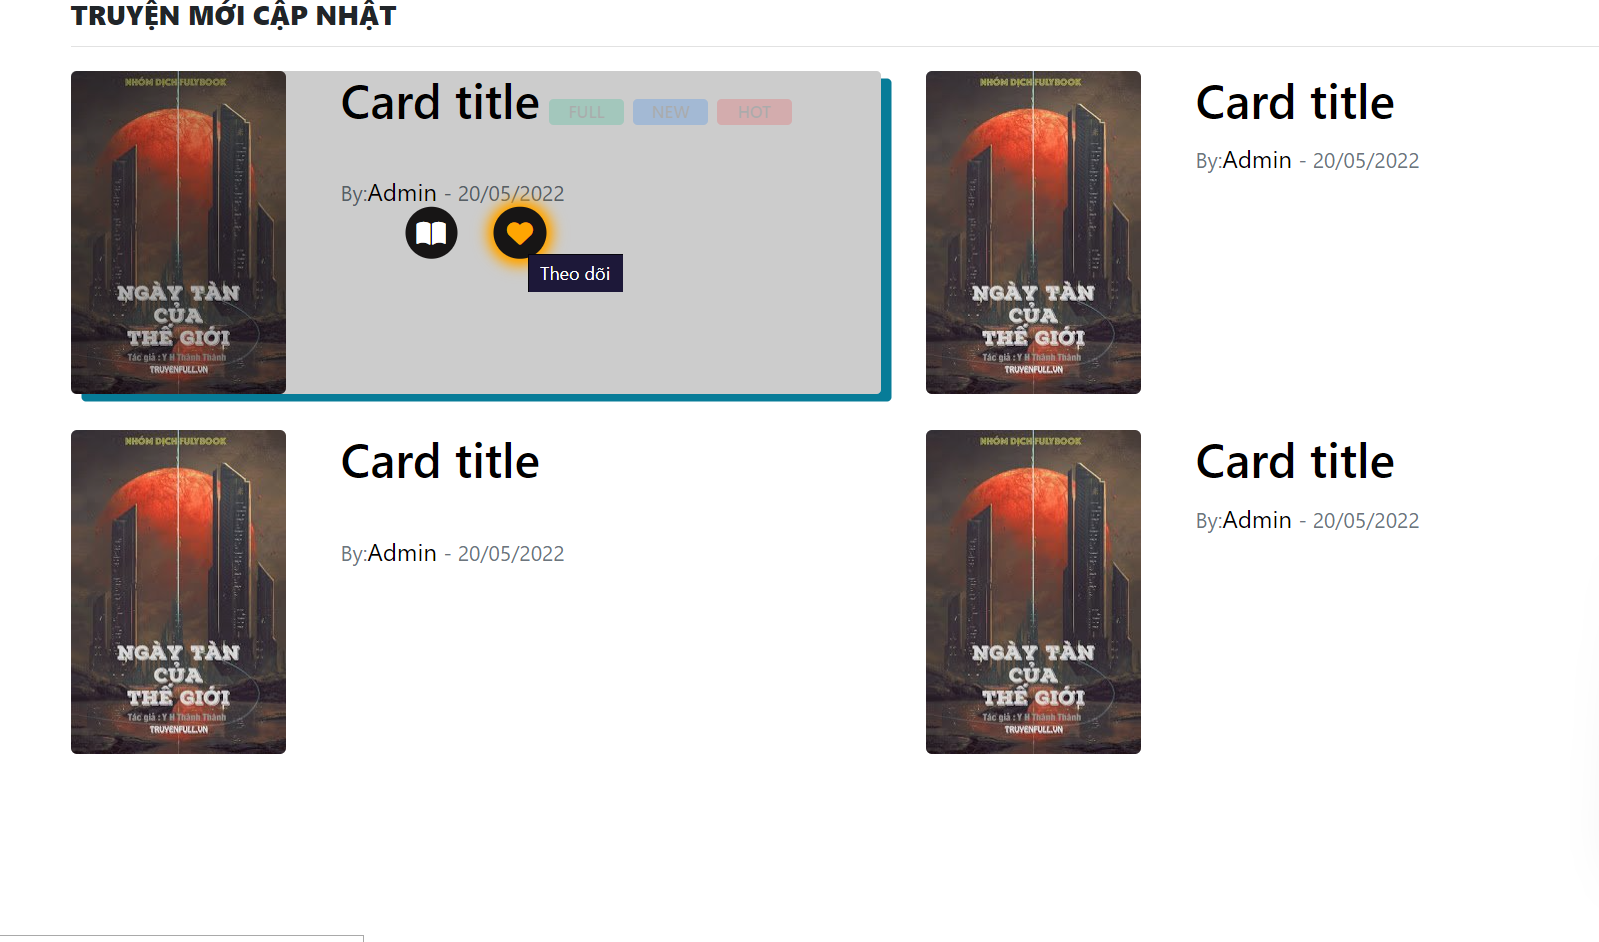 TRUYỆN MỚI CẬP NHẬT
NHÓM DỊCH FULYBOOK
NGÀY TÀN
CỦA
THẾ GIỚI
Tác giả : Y H Thành Thành
TRUYENFULL.VN
Card title FULL NEW HOT
By:Admin - 20/05/2022
Theo dõi
NHÓM DỊCH FULYBOOK
NGÀY TÀN
CỦA
THẾ GIỚI
Tác giả : Y H Thành Thành
TRUYENFULL.VN
Card title
By:Admin - 20/05/2022
NHÓM DỊCH FULYBOOK
NGÀY TÀN
CỦA
THẾ GIỚI
Tác giả : Y H Thành Thành
TRUYENFULL.VN
Card title
By:Admin - 20/05/2022
NHÓM DỊCH FULYBOOK
NGÀY TÀN
CỦA
THẾ GIỚI
Tác giả : Y H Thành Thành
TRUYENFULL.VN
Card title
By:Admin - 20/05/2022